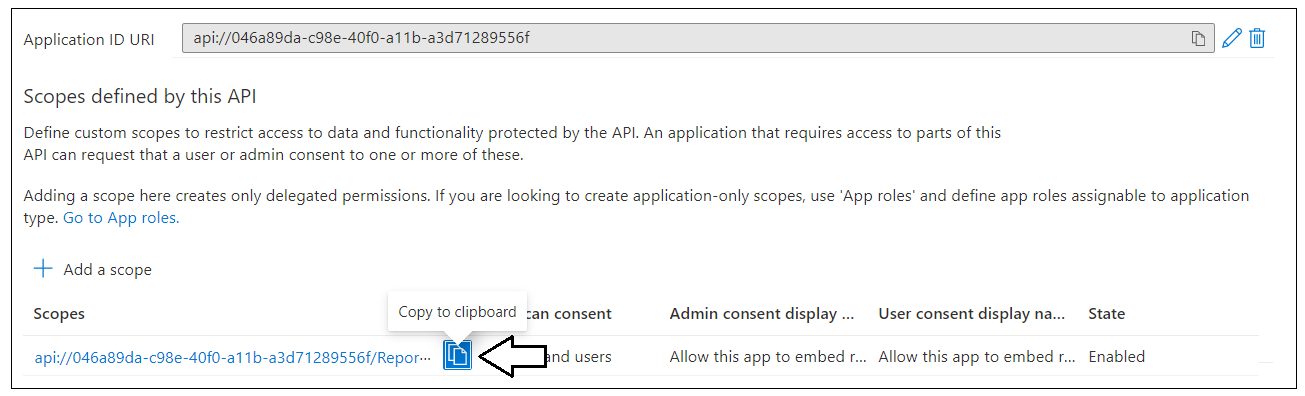 Application ID URI
api://046a89da-c98e-40f0-a11b-a3d71289556f
Scopes defined by this API
Define custom scopes to restrict access to data and functionality protected by the API. An application that requires access to parts of this
API can request that a user or admin consent to one or more of these.
Adding a scope here creates only delegated permissions. If you are looking to create application-only scopes, use 'App roles' and define app roles assignable to application
type. Go to App roles.
Add a scope
Copy to clipboard
Scopes can consent Admin consent display ... User consent display na... State
api://046a89da-c98e-40f0-a11b-a3d71289556f/Repor··· and users Allow this app to embed r... Allow this app to embed r... Enabled